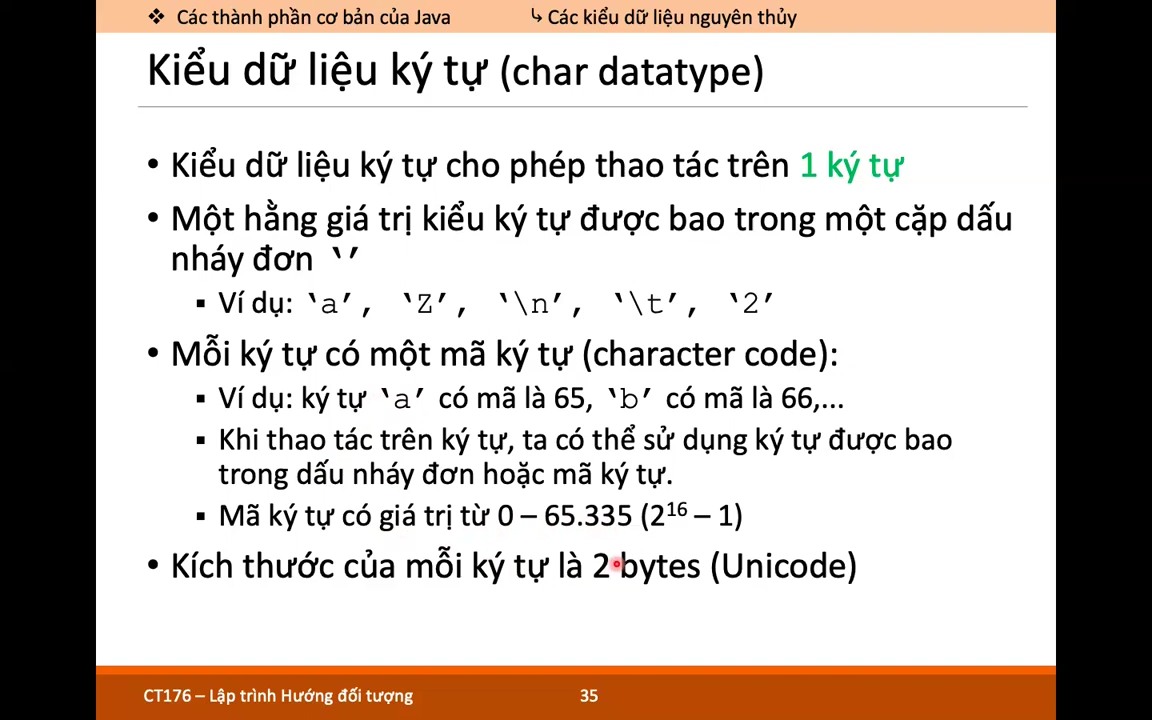 ❖ Các thành phần cơ bản của Java ↳ Các kiểu dữ liệu nguyên thủy
Kiểu dữ liệu ký tự (char datatype)
• Kiểu dữ liệu ký tự cho phép thao tác trên 1 ký tự
• Một hằng giá trị kiểu ký tự được bao trong một cặp dấu
nháy đơn ‘’
▪ Ví dụ: ‘a’, ‘Z’, ‘\n’, ‘\t’, ‘2’
• Mỗi ký tự có một mã ký tự (character code):
▪ Ví dụ: ký tự ‘a’ có mã là 65, ‘b’ có mã là 66,...
▪ Khi thao tác trên ký tự, ta có thể sử dụng ký tự được bao
trong dấu nháy đơn hoặc mã ký tự.
▪ Mã ký tự có giá trị từ 0 – 65.335 (2¹⁶ – 1)
• Kích thước của mỗi ký tự là 2 bytes (Unicode)
CT176 – Lập trình Hướng đối tượng 35